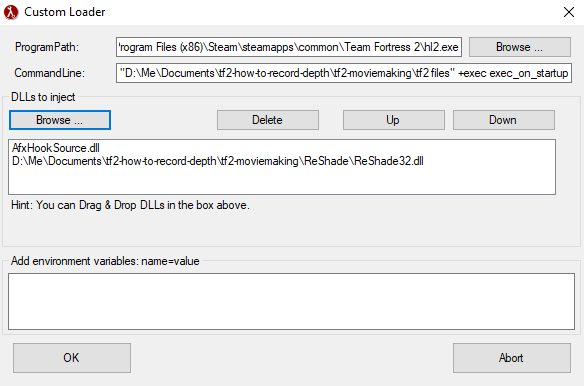 Custom Loader
ProgramPath: 'rogram Files (x86)\Steam\steamapps\common\Team Fortress 2\hl2.exe Browse ...
CommandLine: "D:\Me\Documents\tf2-how-to-record-depth\tf2-moviemaking\tf2 files" +exec exec_on_startup
DLLs to inject
Browse ... Delete Up Down
AfxHookSource.dll
D:\Me\Documents\tf2-how-to-record-depth\tf2-moviemaking\ReShade\ReShade32.dll
Hint: You can Drag & Drop DLLs in the box above.
Add environment variables: name=value
OK Abort